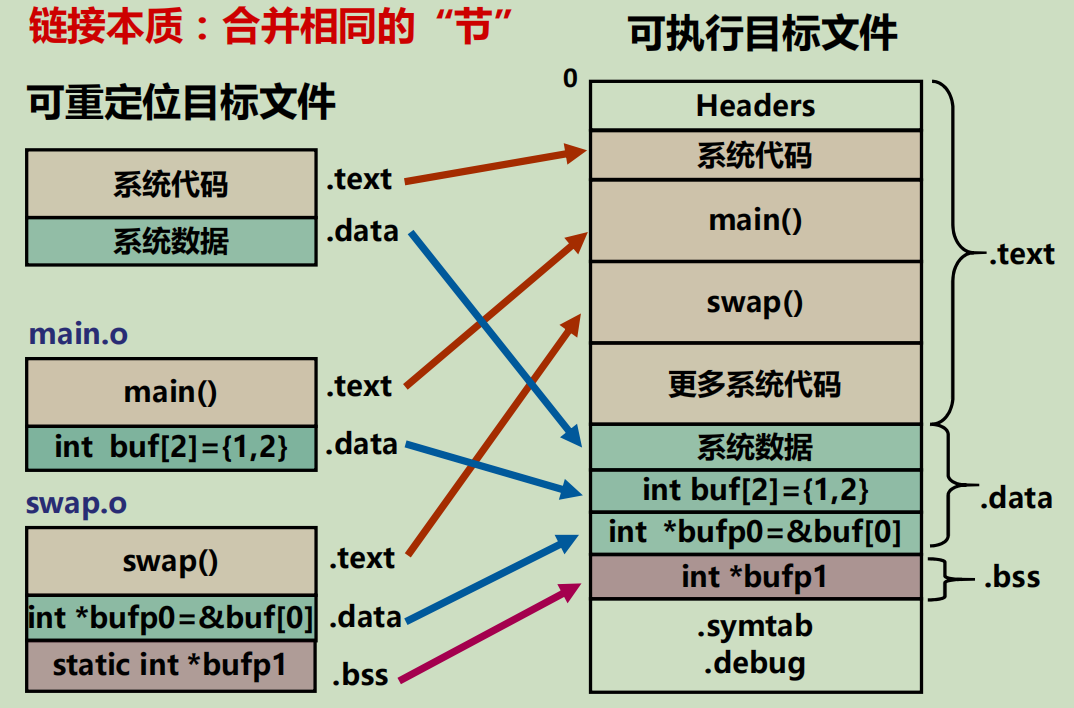 链接本质：合并相同的“节”
可重定位目标文件
系统代码
.text
系统数据
.data
main.o
main()
.text
int buf[2]={1,2}
.data
swap.o
swap()
.text
int *bufp0=&buf[0]
.data
static int *bufp1
.bss
可执行目标文件
0
Headers
系统代码
main()
swap()
更多系统代码
.text
系统数据
int buf[2]={1,2}
int *bufp0=&buf[0]
.data
int *bufp1
.bss
.symtab
.debug